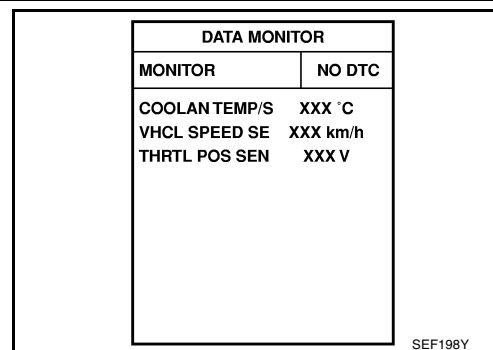 DATA MONITOR
MONITOR NO DTC
COOLAN TEMP/S XXX °C
VHCL SPEED SE XXX km/h
THRTL POS SEN XXX V
SEF198Y